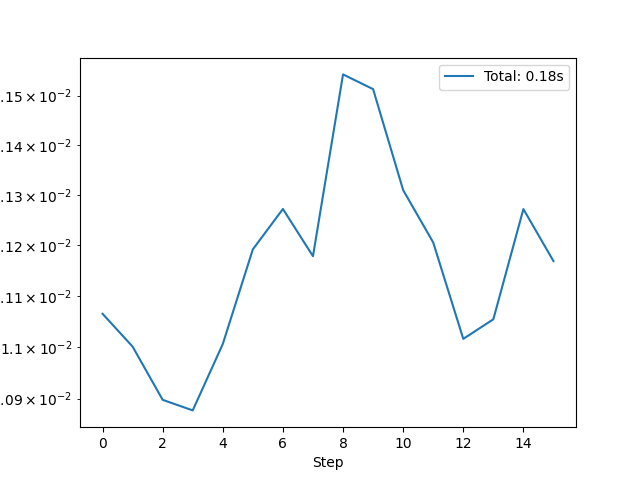 Total: 0.18s
.15 × 10⁻²
.14 × 10⁻²
.13 × 10⁻²
.12 × 10⁻²
.11 × 10⁻²
1.1 × 10⁻²
.09 × 10⁻²
0 2 4 6 8 10 12 14
Step